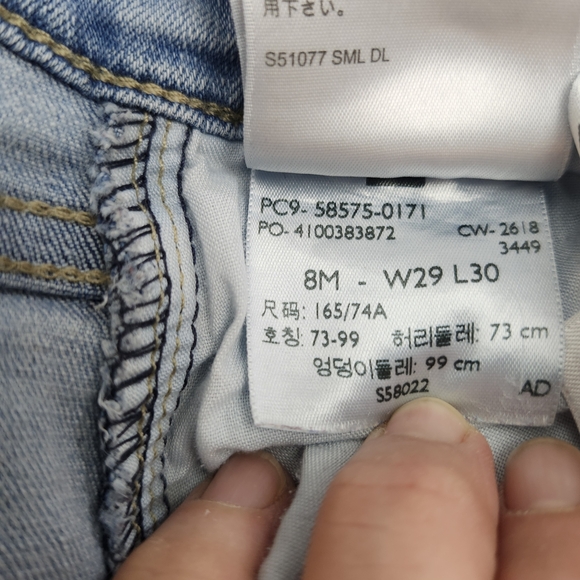 用下さい。
S51077 SML DL
PC9- 58575-0171
PO- 4100383872 CW- 2618
3449
8M - W29 L30
尺码: 165/74A
호칭: 73-99 허리둘레: 73 cm
엉덩이둘레: 99 cm
S58022 AD